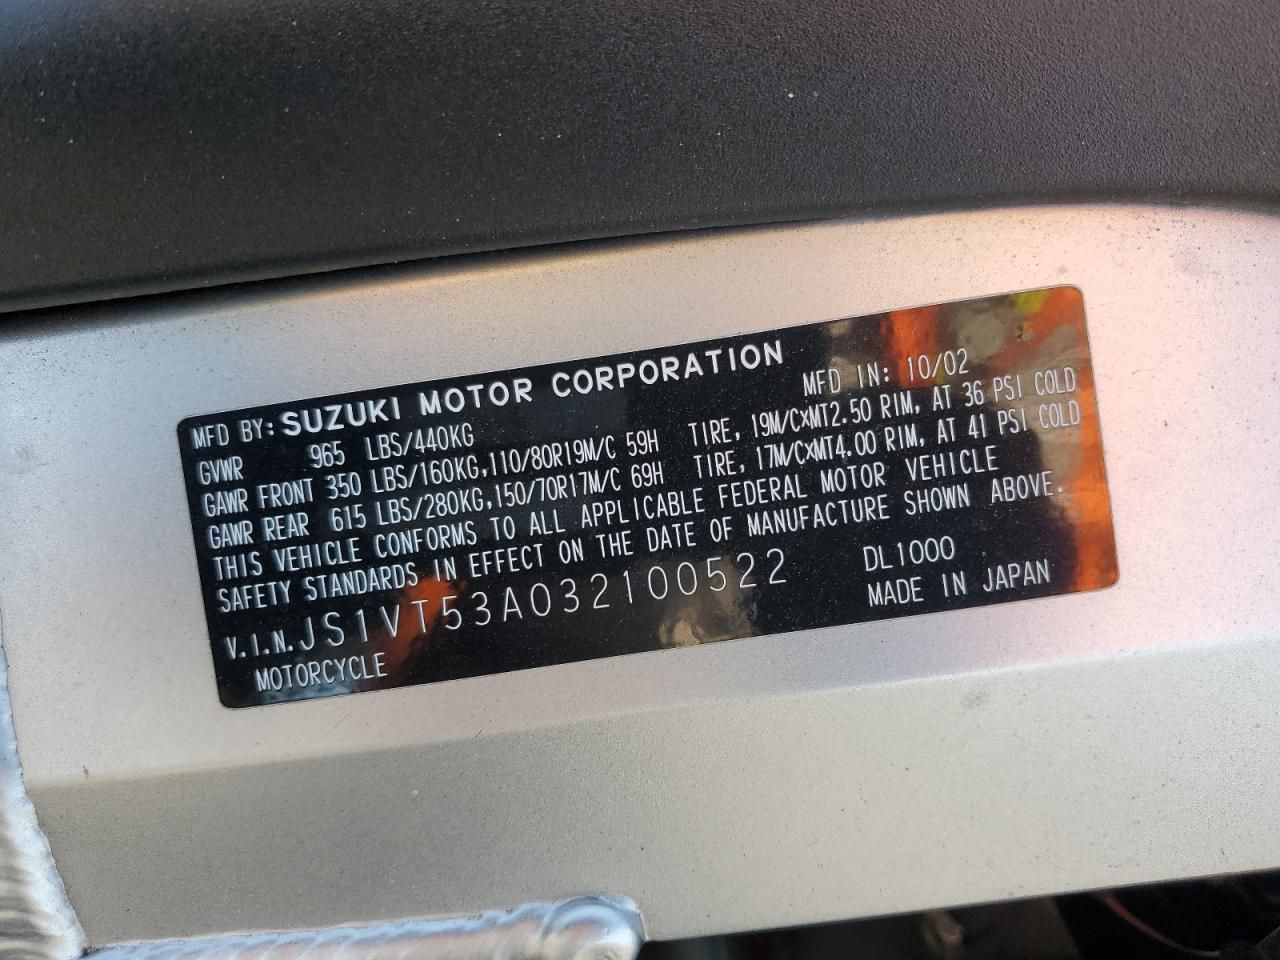 MFD BY: SUZUKI MOTOR CORPORATION
MFD IN: 10/02
GVWR 965 LBS/440KG
GAWR FRONT 350 LBS/160KG,110/80R19M/C 59H TIRE, 19M/C×MT2.50 RIM, AT 36 PSI COLD
GAWR REAR 615 LBS/280KG,150/70R17M/C 69H TIRE, 17M/C×MT4.00 RIM, AT 41 PSI COLD
THIS VEHICLE CONFORMS TO ALL APPLICABLE FEDERAL MOTOR VEHICLE
SAFETY STANDARDS IN EFFECT ON THE DATE OF MANUFACTURE SHOWN ABOVE.
V.I.N.JS1VT53A032100522 DL1000
MOTORCYCLE MADE IN JAPAN